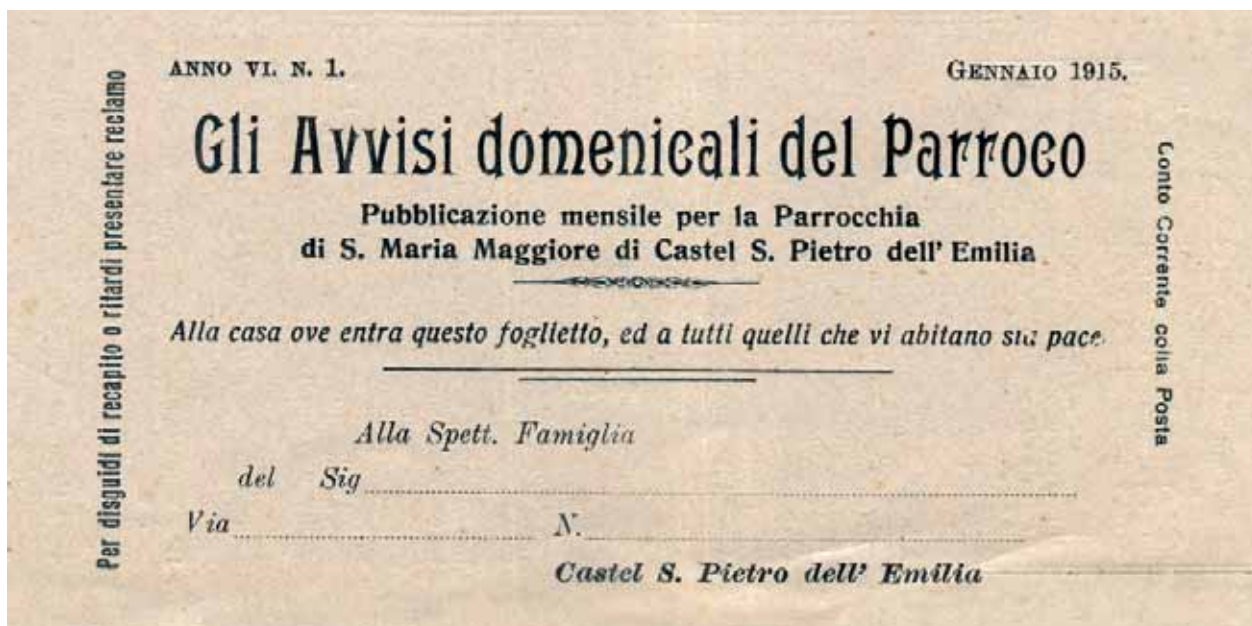 ANNO VI. N. 1.
GENNAIO 1915.
Gli Avvisi domenicali del Parroco
Pubblicazione mensile per la Parrocchia
di S. Maria Maggiore di Castel S. Pietro dell' Emilia
Alla casa ove entra questo foglietto, ed a tutti quelli che vi abitano sia pace.
Alla Spett. Famiglia
del Sig
Via N.
Castel S. Pietro dell' Emilia
Per disguidi di recapito o ritardi presentare reclamo
Conto Corrente colla Posta